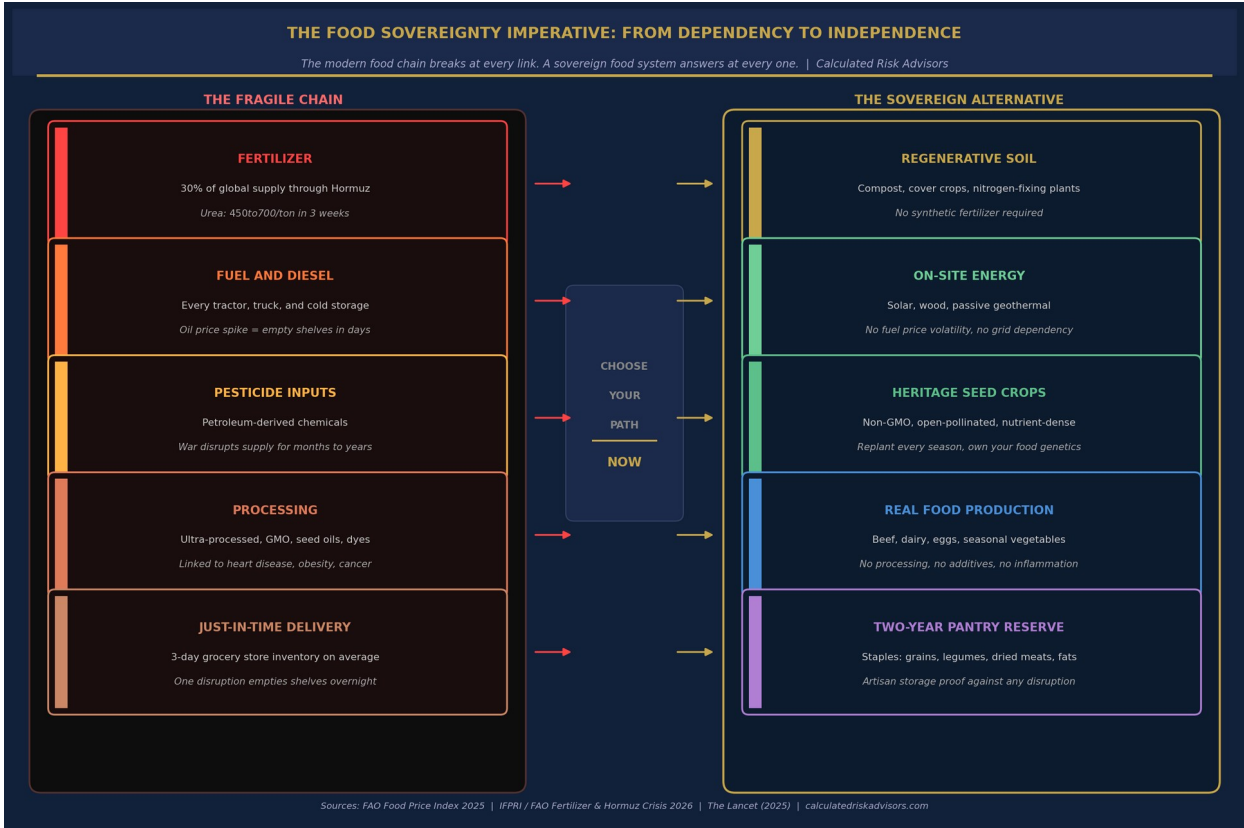 THE FOOD SOVEREIGNTY IMPERATIVE: FROM DEPENDENCY TO INDEPENDENCE
The modern food chain breaks at every link. A sovereign food system answers at every one. | Calculated Risk Advisors
THE FRAGILE CHAIN
FERTILIZER
30% of global supply through Hormuz
Urea: 450to700/ton in 3 weeks
FUEL AND DIESEL
Every tractor, truck, and cold storage
Oil price spike = empty shelves in days
PESTICIDE INPUTS
Petroleum-derived chemicals
War disrupts supply for months to years
PROCESSING
Ultra-processed, GMO, seed oils, dyes
Linked to heart disease, obesity, cancer
JUST-IN-TIME DELIVERY
3-day grocery store inventory on average
One disruption empties shelves overnight
CHOOSE
YOUR
PATH
NOW
THE SOVEREIGN ALTERNATIVE
REGENERATIVE SOIL
Compost, cover crops, nitrogen-fixing plants
No synthetic fertilizer required
ON-SITE ENERGY
Solar, wood, passive geothermal
No fuel price volatility, no grid dependency
HERITAGE SEED CROPS
Non-GMO, open-pollinated, nutrient-dense
Replant every season, own your food genetics
REAL FOOD PRODUCTION
Beef, dairy, eggs, seasonal vegetables
No processing, no additives, no inflammation
TWO-YEAR PANTRY RESERVE
Staples: grains, legumes, dried meats, fats
Artisan storage proof against any disruption
Sources: FAO Food Price Index 2025 | IFPRI / FAO Fertilizer & Hormuz Crisis 2026 | The Lancet (2025) | calculatedriskadvisors.com